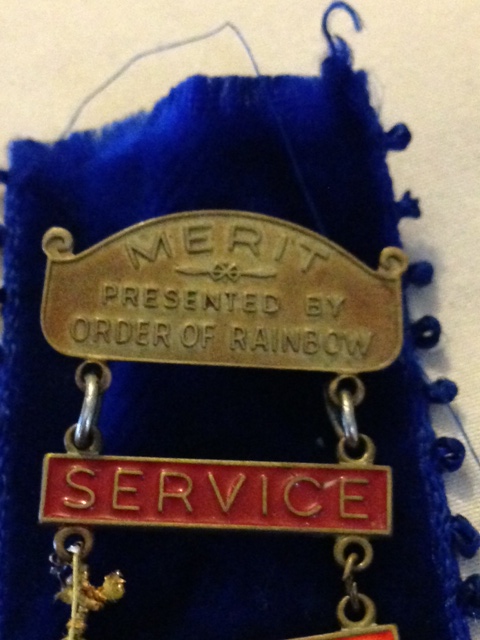 MERIT
PRESENTED BY
ORDER OF RAINBOW
SERVICE